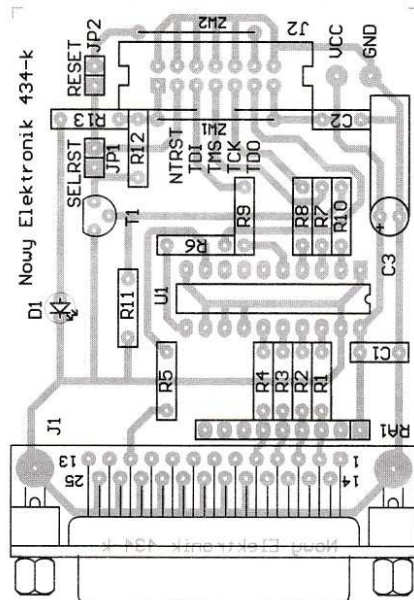 JP2
ZW2
J2
RESET
VCC
GND
Nowy Elektronik 434-k
R13
R12
ZW1
C2
SELRST
JP1
NTRST
TDI
TMS
TCK
TDO
T1
R9
R8
R7
R10
R6
+
C3
D1
R11
U1
C1
R5
R4
R3
R2
R1
RA1
J1
13
1
25
14
Nowy Elektronik 434-k